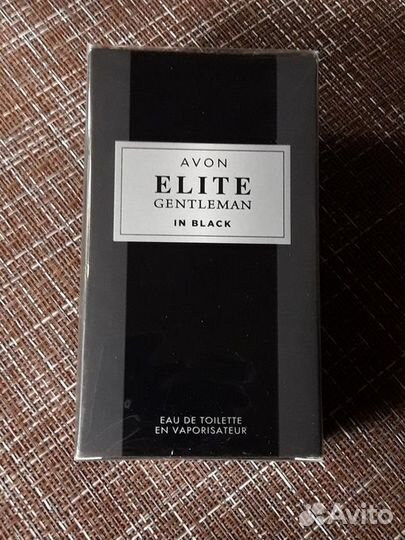 AVON
ELITE
GENTLEMAN
IN BLACK
EAU DE TOILETTE
EN VAPORISATEUR
Avito